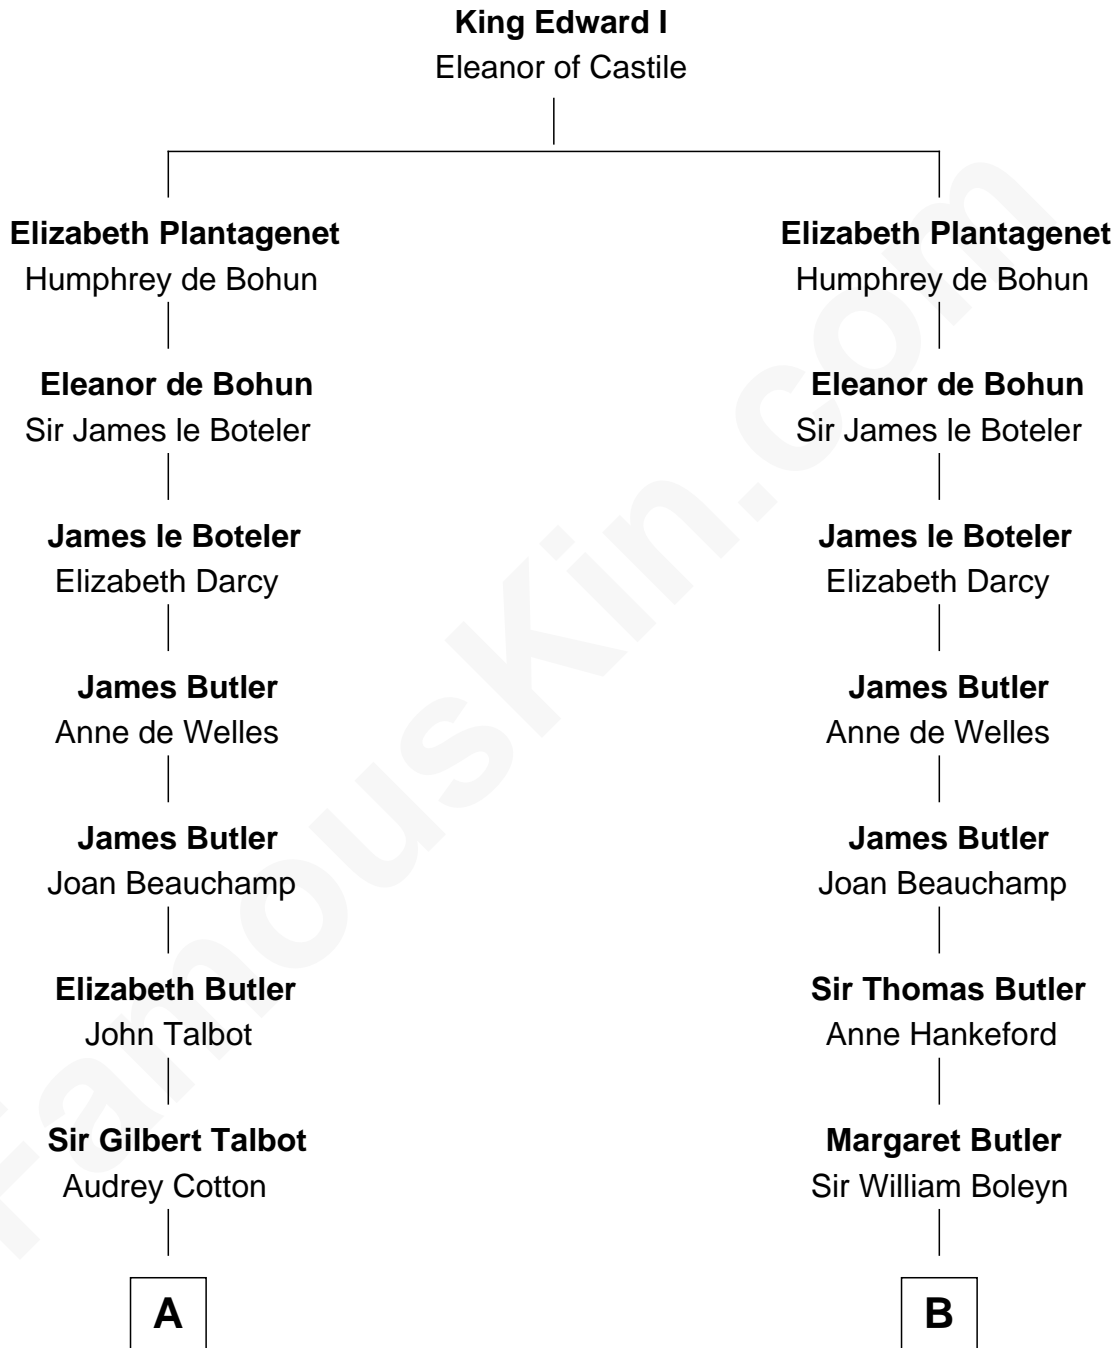 King Edward I
Eleanor of Castile
Elizabeth Plantagenet
Humphrey de Bohun
Elizabeth Plantagenet
Humphrey de Bohun
Eleanor de Bohun
Sir James le Boteler
Eleanor de Bohun
Sir James le Boteler
James le Boteler
Elizabeth Darcy
James le Boteler
Elizabeth Darcy
James Butler
Anne de Welles
James Butler
Anne de Welles
James Butler
Joan Beauchamp
James Butler
Joan Beauchamp
Elizabeth Butler
John Talbot
Sir Thomas Butler
Anne Hankeford
Sir Gilbert Talbot
Audrey Cotton
Margaret Butler
Sir William Boleyn
A
B
FamousKin.com